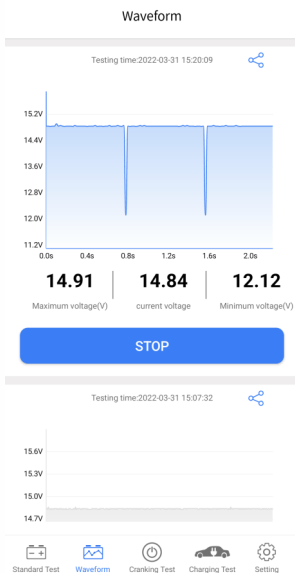 Waveform
Testing time:2022-03-31 15:20:09
15.2V
14.4V
13.6V
12.8V
12.0V
11.2V
0.0s 0.4s 0.8s 1.2s 1.6s 2.0s
14.91 14.84 12.12
Maximum voltage(V) current voltage Minimum voltage(V)
STOP
Testing time:2022-03-31 15:07:32
15.6V
15.3V
15.0V
14.7V
Standard Test Waveform Cranking Test Charging Test Setting